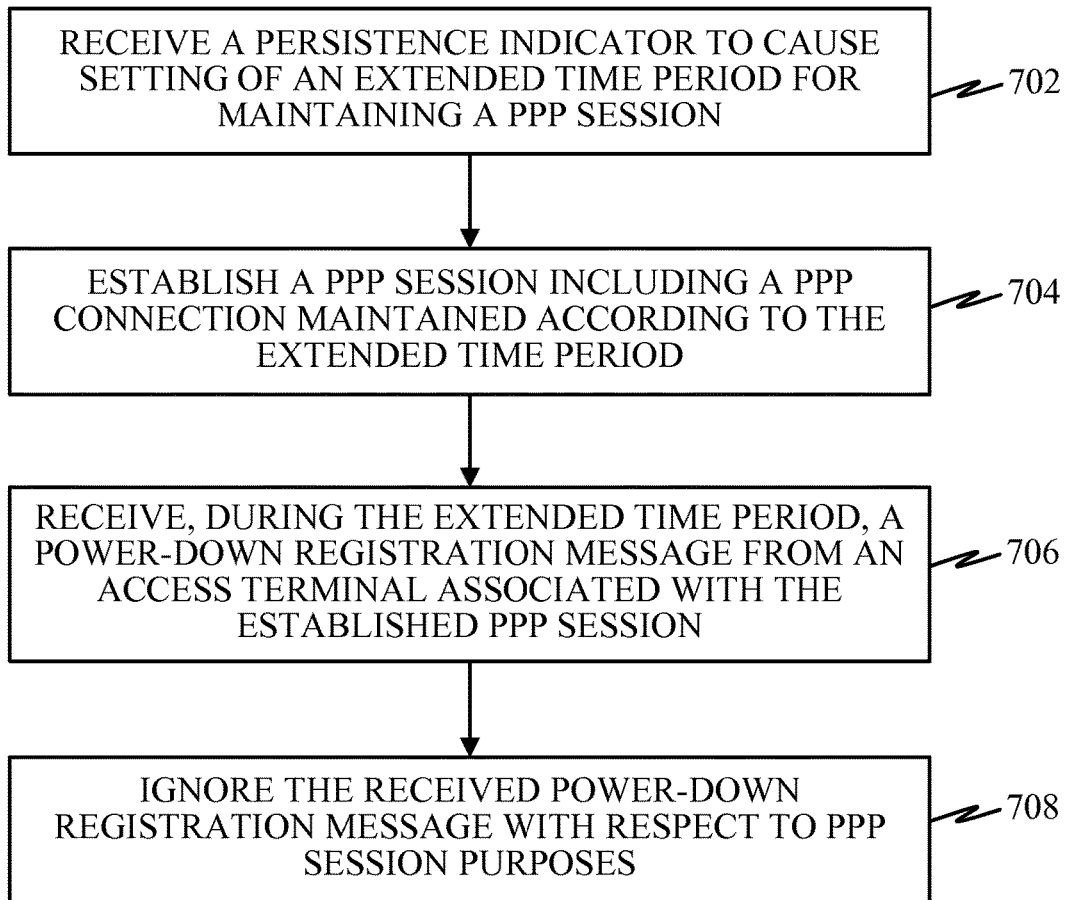 RECEIVE A PERSISTENCE INDICATOR TO CAUSE
SETTING OF AN EXTENDED TIME PERIOD FOR
MAINTAINING A PPP SESSION
702
ESTABLISH A PPP SESSION INCLUDING A PPP
CONNECTION MAINTAINED ACCORDING TO THE
EXTENDED TIME PERIOD
704
RECEIVE, DURING THE EXTENDED TIME PERIOD, A
POWER-DOWN REGISTRATION MESSAGE FROM AN
ACCESS TERMINAL ASSOCIATED WITH THE
ESTABLISHED PPP SESSION
706
IGNORE THE RECEIVED POWER-DOWN
REGISTRATION MESSAGE WITH RESPECT TO PPP
SESSION PURPOSES
708